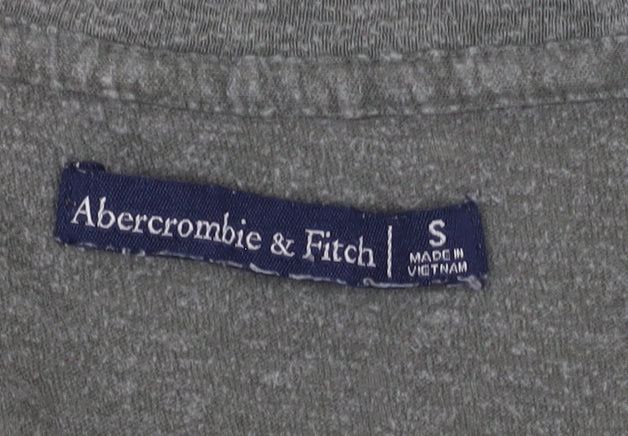 Abercrombie & Fitch
S
MADE IN
VIETNAM